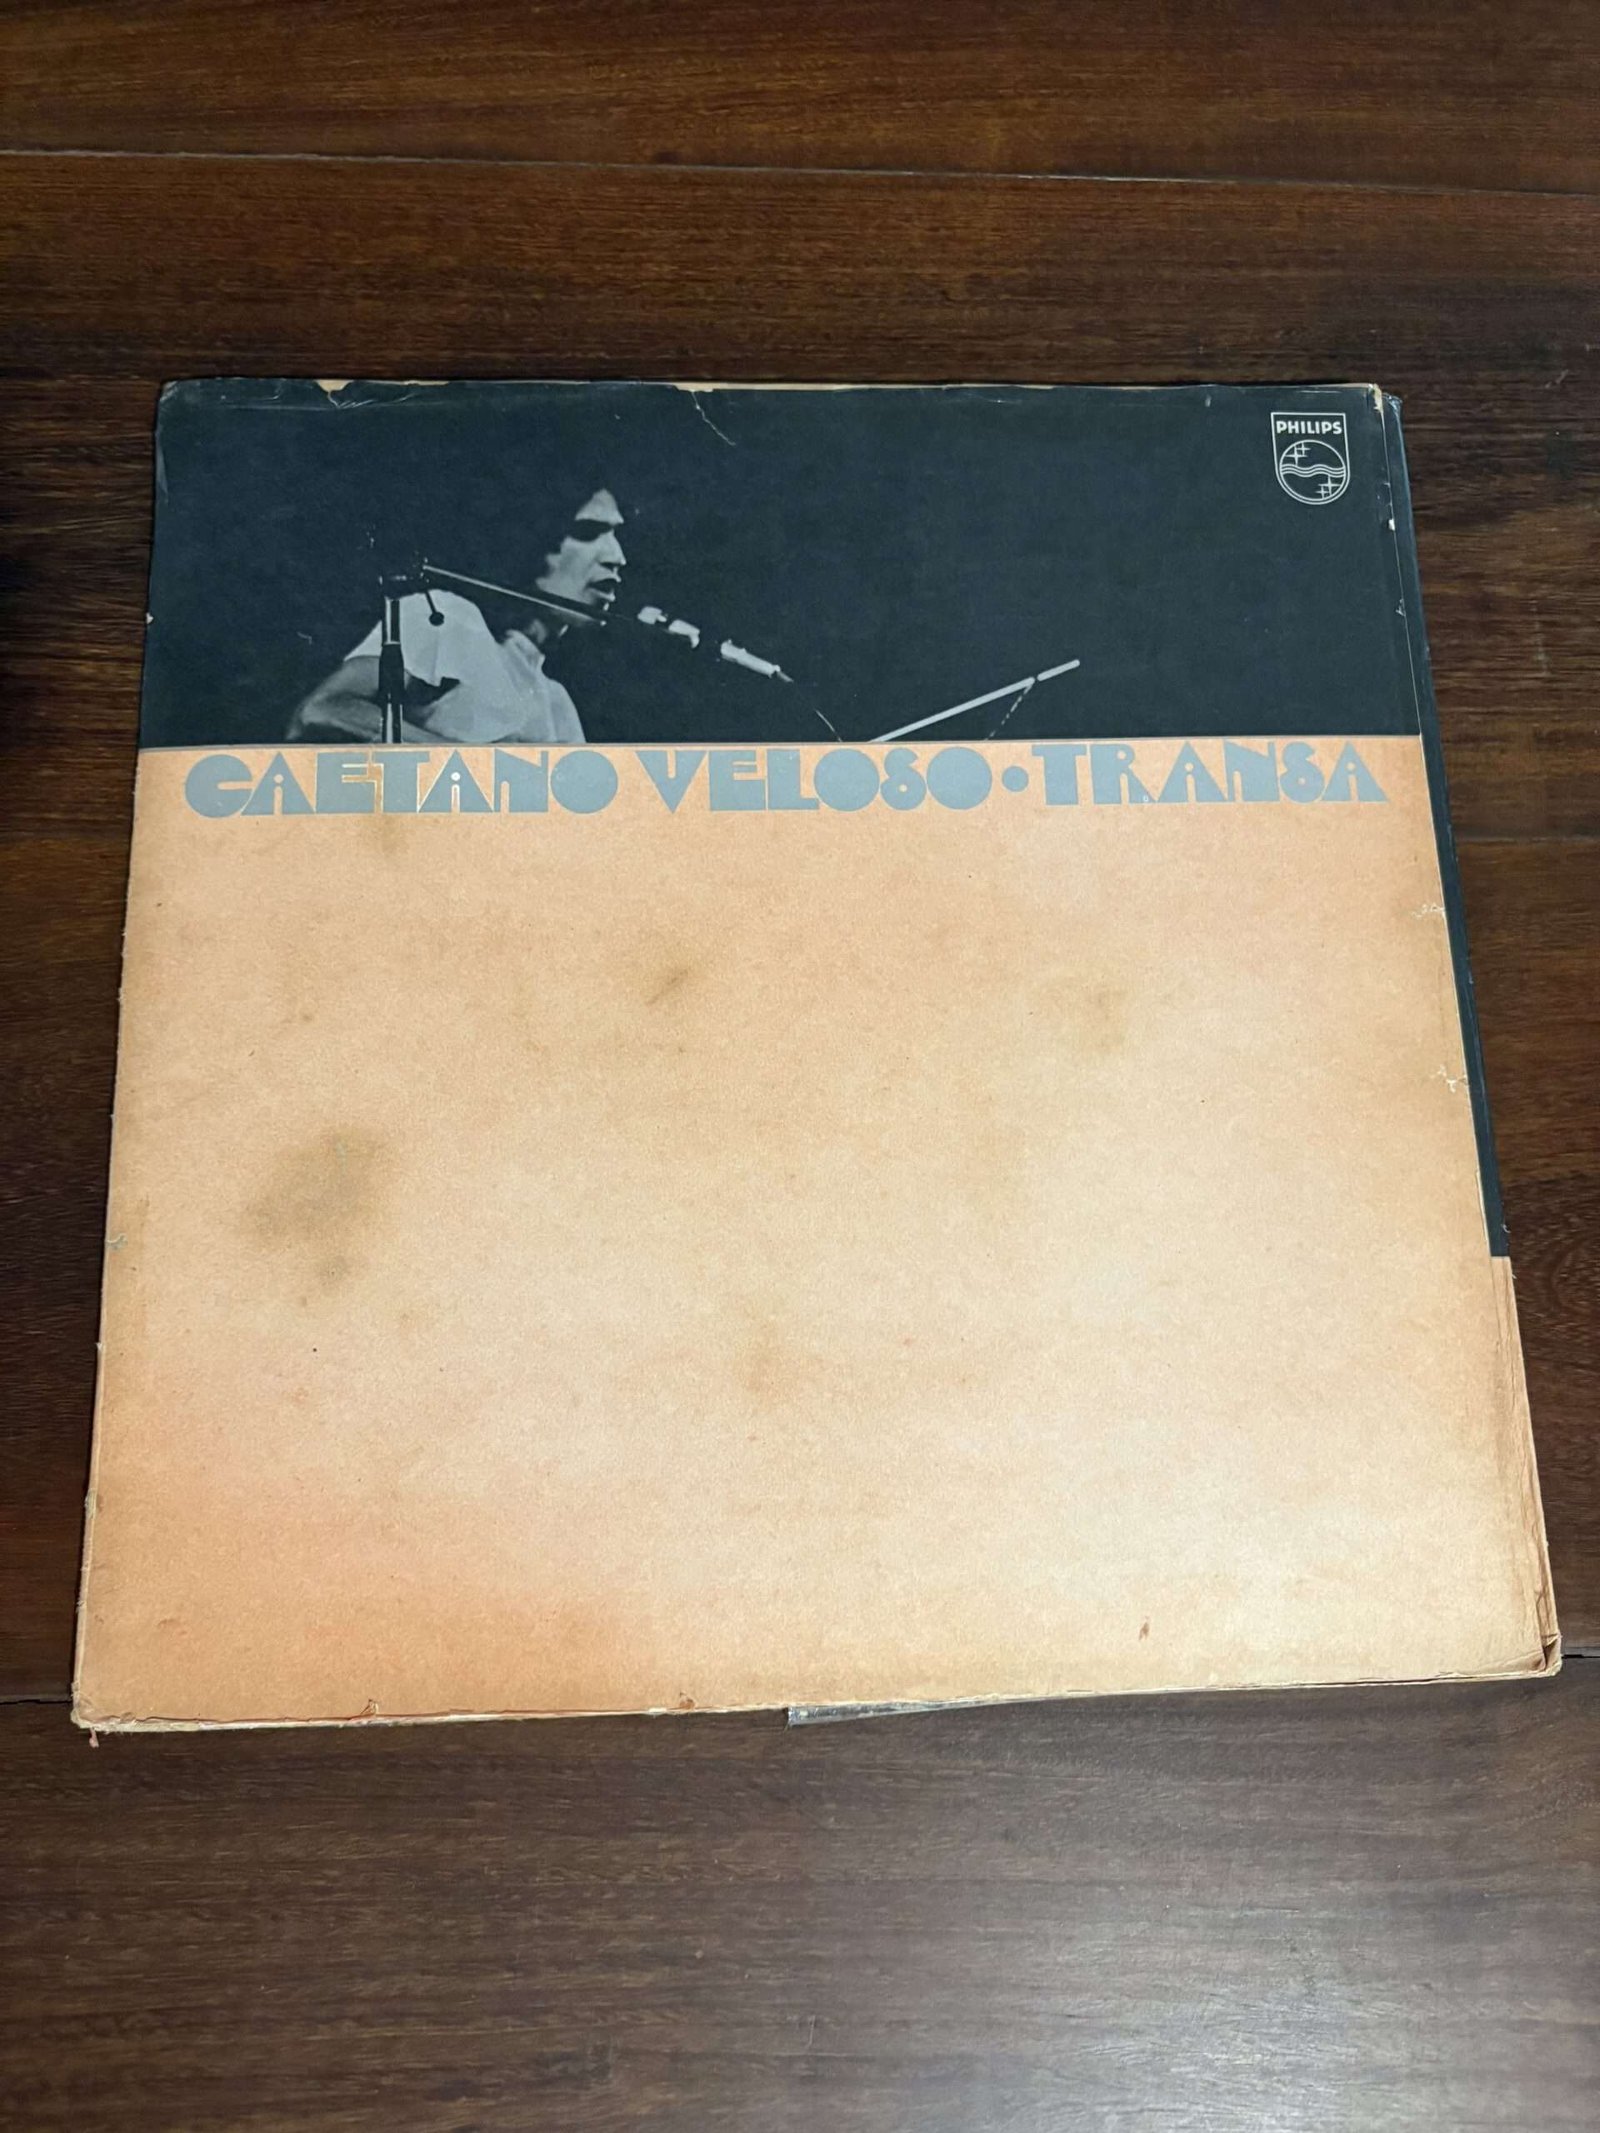 PHILIPS
CAETANO VELOSO • TRANSA